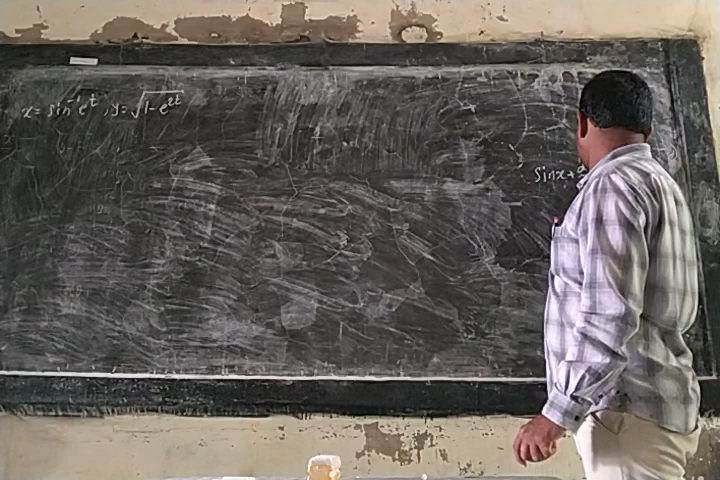 x = sin⁻¹eᵗ, y = √(1-e²ᵗ)
sinx +